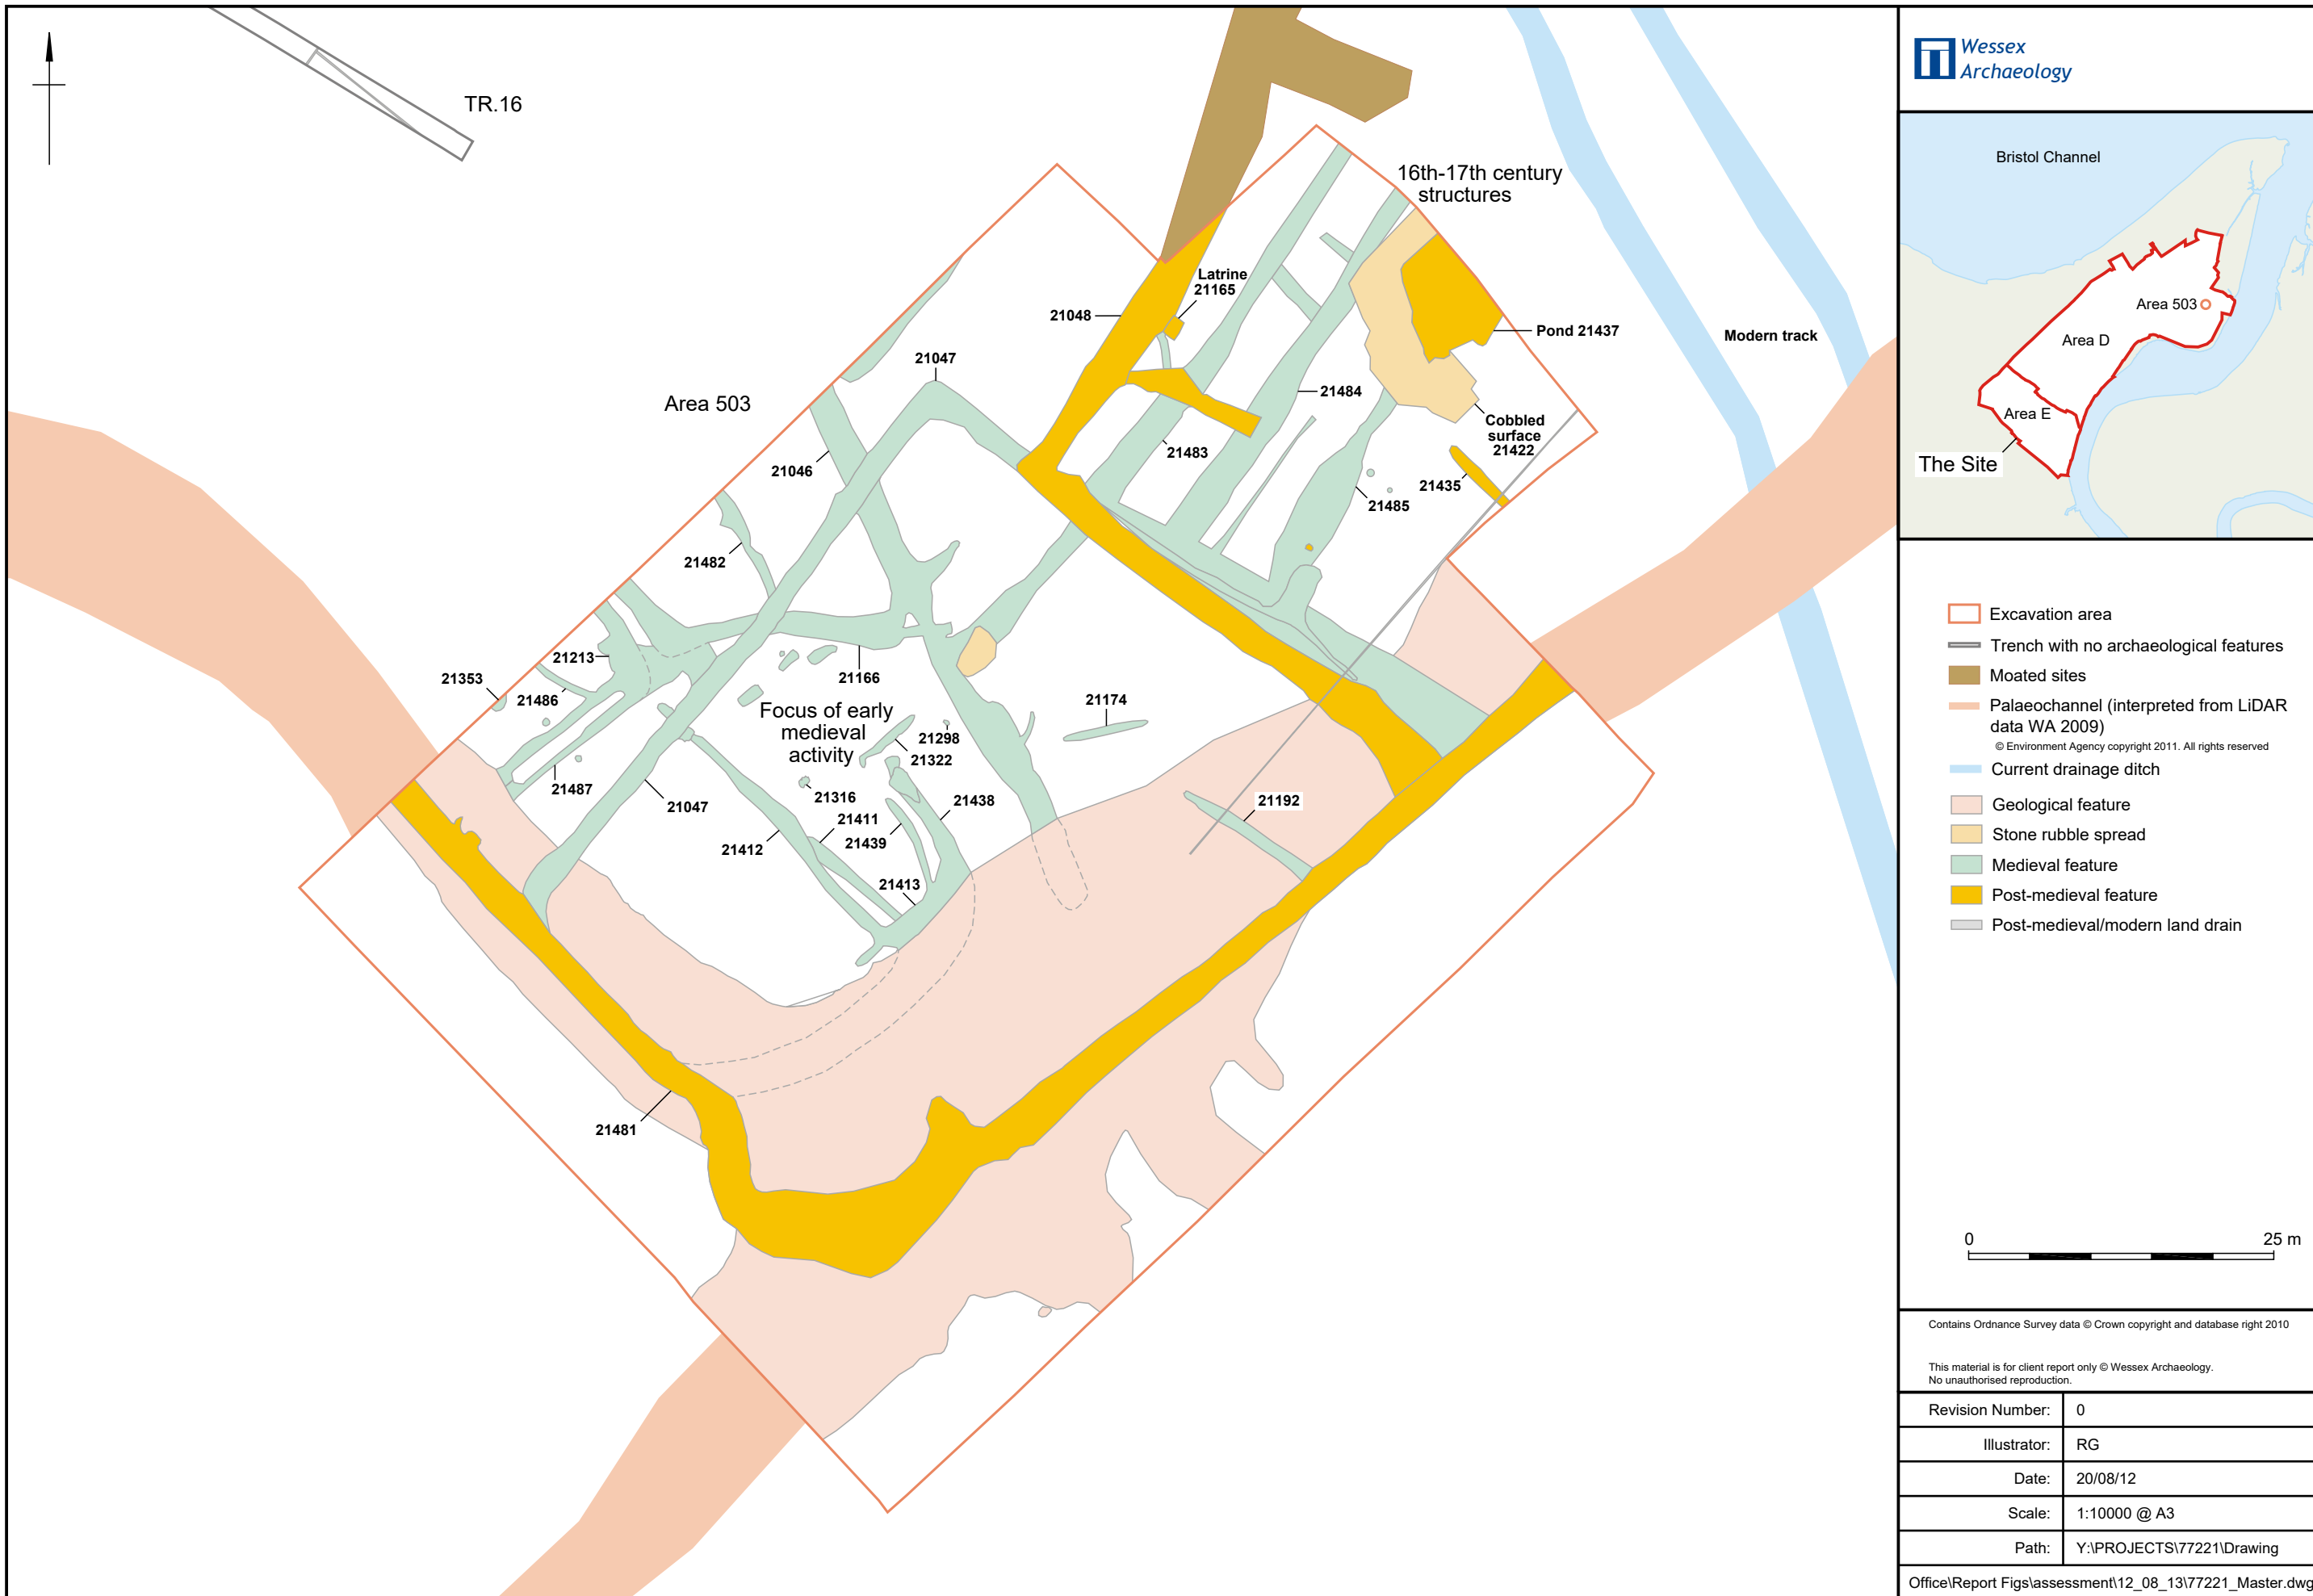 TR.16
16th-17th century
structures
Latrine
21165
21048
Pond 21437
Modern track
21047
Area 503
21484
Cobbled
surface
21422
21483
21046
21435
21485
21482
21213
21353
21486
21166
21174
Focus of early
medieval
activity
21298
21322
21487
21047
21316
21438
21192
21411
21439
21412
21413
21481
Wessex
Archaeology
Bristol Channel
Area 503
Area D
Area E
The Site
Excavation area
Trench with no archaeological features
Moated sites
Palaeochannel (interpreted from LiDAR
data WA 2009)
© Environment Agency copyright 2011. All rights reserved
Current drainage ditch
Geological feature
Stone rubble spread
Medieval feature
Post-medieval feature
Post-medieval/modern land drain
0 25 m
Contains Ordnance Survey data © Crown copyright and database right 2010
This material is for client report only © Wessex Archaeology.
No unauthorised reproduction.
Revision Number: 0
Illustrator: RG
Date: 20/08/12
Scale: 1:10000 @ A3
Path: Y:\PROJECTS\77221\Drawing
Office\Report Figs\assessment\12_08_13\77221_Master.dwg